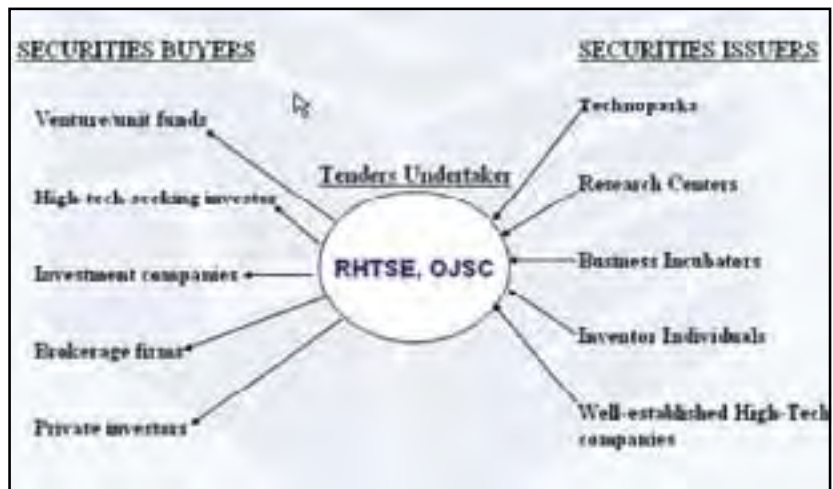 SECURITIES BUYERS
SECURITIES ISSUERS
Venture/unit funds
High-tech-seeking investor
Investment companies
Brokerage firms
Private investors
Tenders Undertaker
RHTSE, OJSC
Technoparks
Research Centers
Business Incubators
Inventor Individuals
Well-established High-Tech
companies